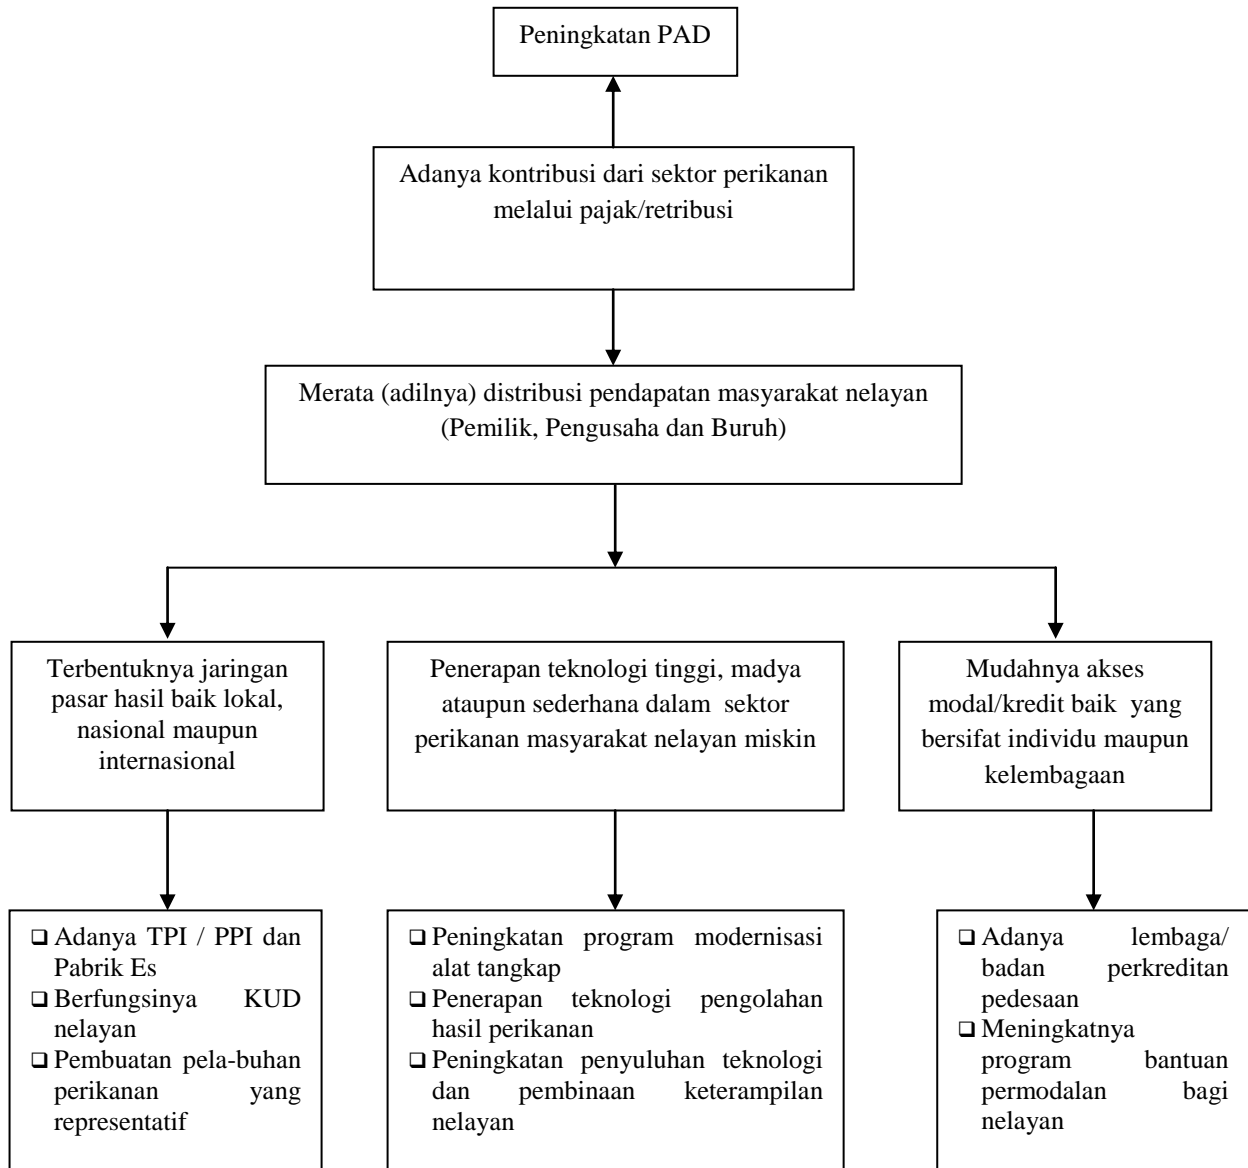 Peningkatan PAD
Adanya kontribusi dari sektor perikanan
melalui pajak/retribusi
Merata (adilnya) distribusi pendapatan masyarakat nelayan
(Pemilik, Pengusaha dan Buruh)
Terbentuknya jaringan
pasar hasil baik lokal,
nasional maupun
internasional
Penerapan teknologi tinggi, madya
ataupun sederhana dalam sektor
perikanan masyarakat nelayan miskin
Mudahnya akses
modal/kredit baik yang
bersifat individu maupun
kelembagaan
❑ Adanya TPI / PPI dan
Pabrik Es
❑ Berfungsinya KUD
nelayan
❑ Pembuatan pela-buhan
perikanan yang
representatif
❑ Peningkatan program modernisasi
alat tangkap
❑ Penerapan teknologi pengolahan
hasil perikanan
❑ Peningkatan penyuluhan teknologi
dan pembinaan keterampilan
nelayan
❑ Adanya lembaga/
badan perkreditan
pedesaan
❑ Meningkatnya
program bantuan
permodalan bagi
nelayan